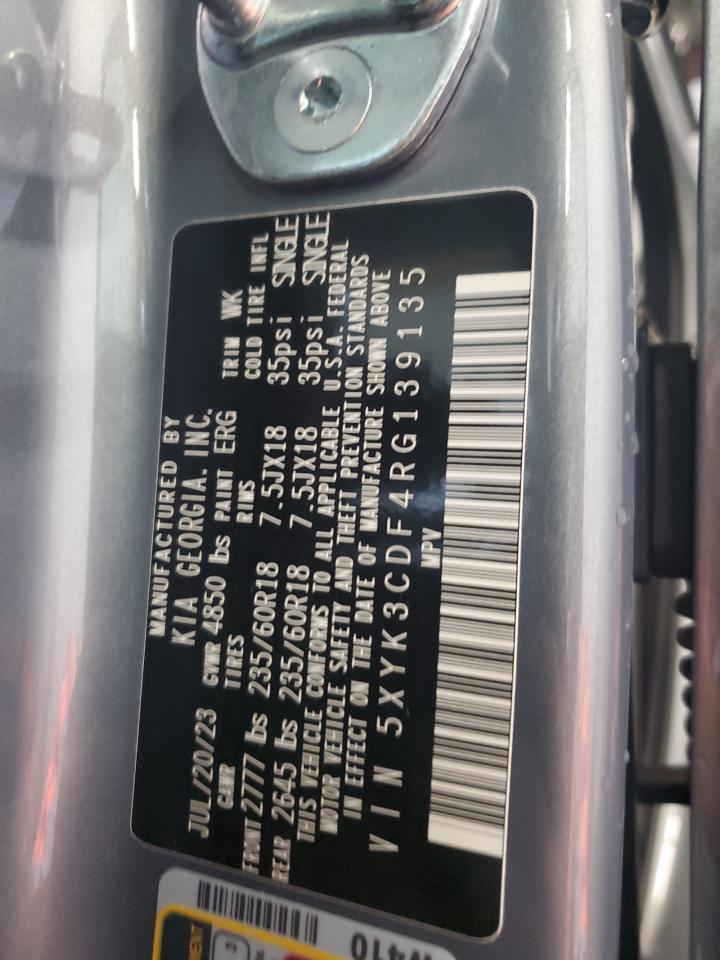 MANUFACTURED BY
KIA GEORGIA. INC.
JUL/20/23 GVWR 4850 lbs PAINT ERG TRIM WK
GAWR TIRES RIMS COLD TIRE INFL
FRONT 2777 lbs 235/60R18 7.5JX18 35psi SINGLE
REAR 2645 lbs 235/60R18 7.5JX18 35psi SINGLE
THIS VEHICLE CONFORMS TO ALL APPLICABLE U.S.A. FEDERAL
MOTOR VEHICLE SAFETY AND THEFT PREVENTION STANDARDS
IN EFFECT ON THE DATE OF MANUFACTURE SHOWN ABOVE
VIN 5XYK3CDF4RG139135
MPV